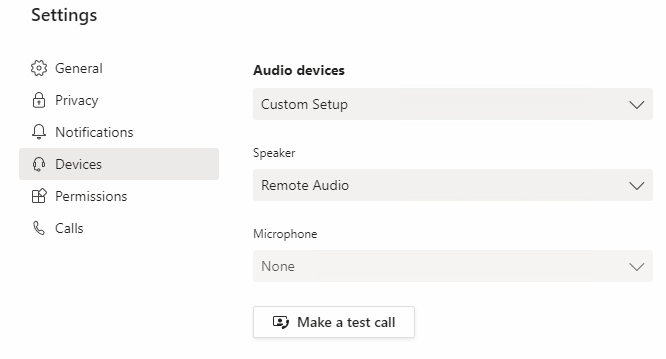 Settings
General
Privacy
Notifications
Devices
Permissions
Calls
Audio devices
Custom Setup
Speaker
Remote Audio
Microphone
None
Make a test call